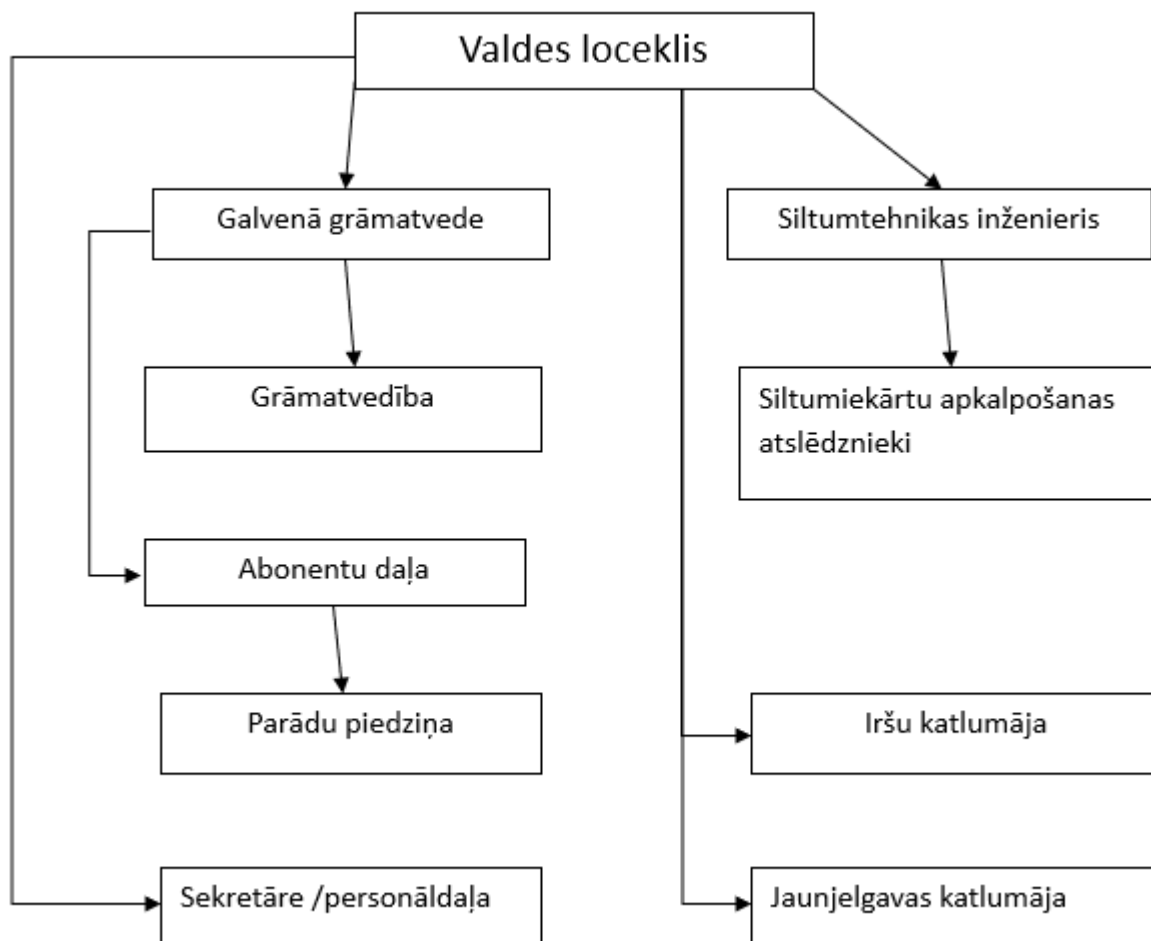 Valdes loceklis
Galvenā grāmatvede
Siltumtehnikas inženieris
Grāmatvedība
Siltumiekārtu apkalpošanas
atslēdznieki
Abonentu daļa
Parādu piedziņa
Iršu katlumāja
Sekretāre /personāldaļa
Jaunjelgavas katlumāja